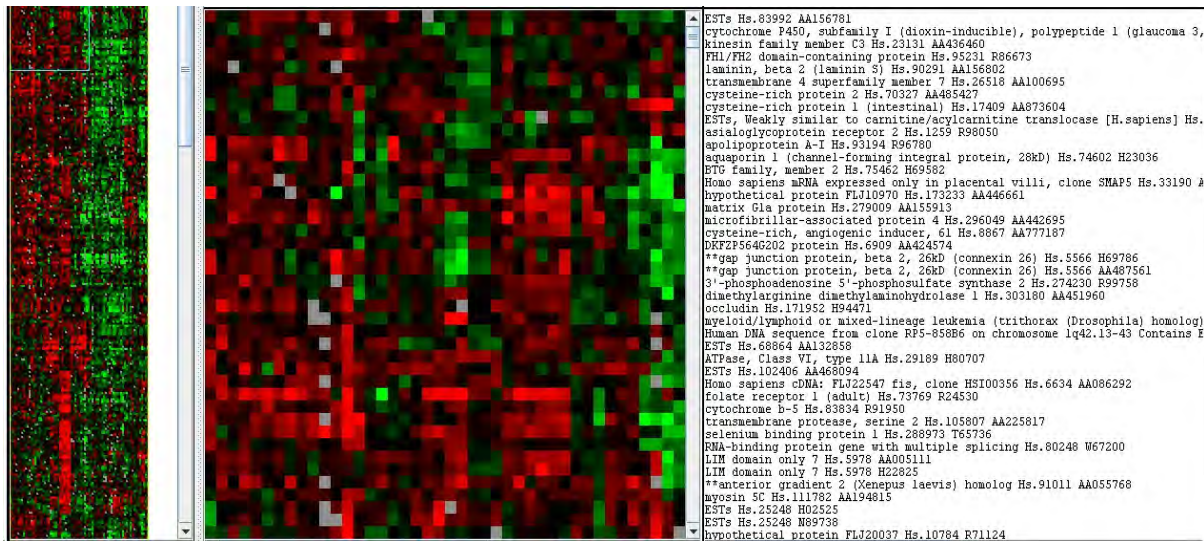 ESTs Hs.83992 AA156781
cytochrome P450, subfamily I (dioxin-inducible), polypeptide 1 (glaucoma 3,
kinesin family member C3 Hs.23131 AA436460
FH1/FH2 domain-containing protein Hs.95231 R86673
laminin, beta 2 (laminin S) Hs.90291 AA156802
transmembrane 4 superfamily member 7 Hs.26518 AA100695
cysteine-rich protein 2 Hs.70327 AA485427
cysteine-rich protein 1 (intestinal) Hs.17409 AA873604
ESTs, Weakly similar to carnitine/acylcarnitine translocase [H.sapiens] Hs.
asialoglycoprotein receptor 2 Hs.1259 R98050
apolipoprotein A-I Hs.93194 R96780
aquaporin 1 (channel-forming integral protein, 28kD) Hs.74602 H23036
BTG family, member 2 Hs.75462 H69582
Homo sapiens mRNA expressed only in placental villi, clone SMAP5 Hs.33190 A
hypothetical protein FLJ10970 Hs.173233 AA446661
matrix Gla protein Hs.279009 AA155913
microfibrillar-associated protein 4 Hs.296049 AA442695
cysteine-rich, angiogenic inducer, 61 Hs.8867 AA777187
DKFZP564G202 protein Hs.6909 AA424574
**gap junction protein, beta 2, 26kD (connexin 26) Hs.5566 H69786
**gap junction protein, beta 2, 26kD (connexin 26) Hs.5566 AA487561
3'-phosphoadenosine 5'-phosphosulfate synthase 2 Hs.274230 R99758
dimethylarginine dimethylaminohydrolase 1 Hs.303180 AA451960
occludin Hs.171952 H94471
myeloid/lymphoid or mixed-lineage leukemia (trithorax (Drosophila) homolog)
Human DNA sequence from clone RP5-858B6 on chromosome 1q42.13-43 Contains E
ESTs Hs.68864 AA132858
ATPase, Class VI, type 11A Hs.29189 H80707
ESTs Hs.102406 AA468094
Homo sapiens cDNA: FLJ22547 fis, clone HSI00356 Hs.6634 AA086292
folate receptor 1 (adult) Hs.73769 R24530
cytochrome b-5 Hs.83834 R91950
transmembrane protease, serine 2 Hs.105807 AA225817
selenium binding protein 1 Hs.288973 T65736
RNA-binding protein gene with multiple splicing Hs.80248 W67200
LIM domain only 7 Hs.5978 AA005111
LIM domain only 7 Hs.5978 H22825
**anterior gradient 2 (Xenepus laevis) homolog Hs.91011 AA055768
myosin 5C Hs.111782 AA194815
ESTs Hs.25248 H02525
ESTs Hs.25248 N89738
hypothetical protein FLJ20037 Hs.10784 R71124